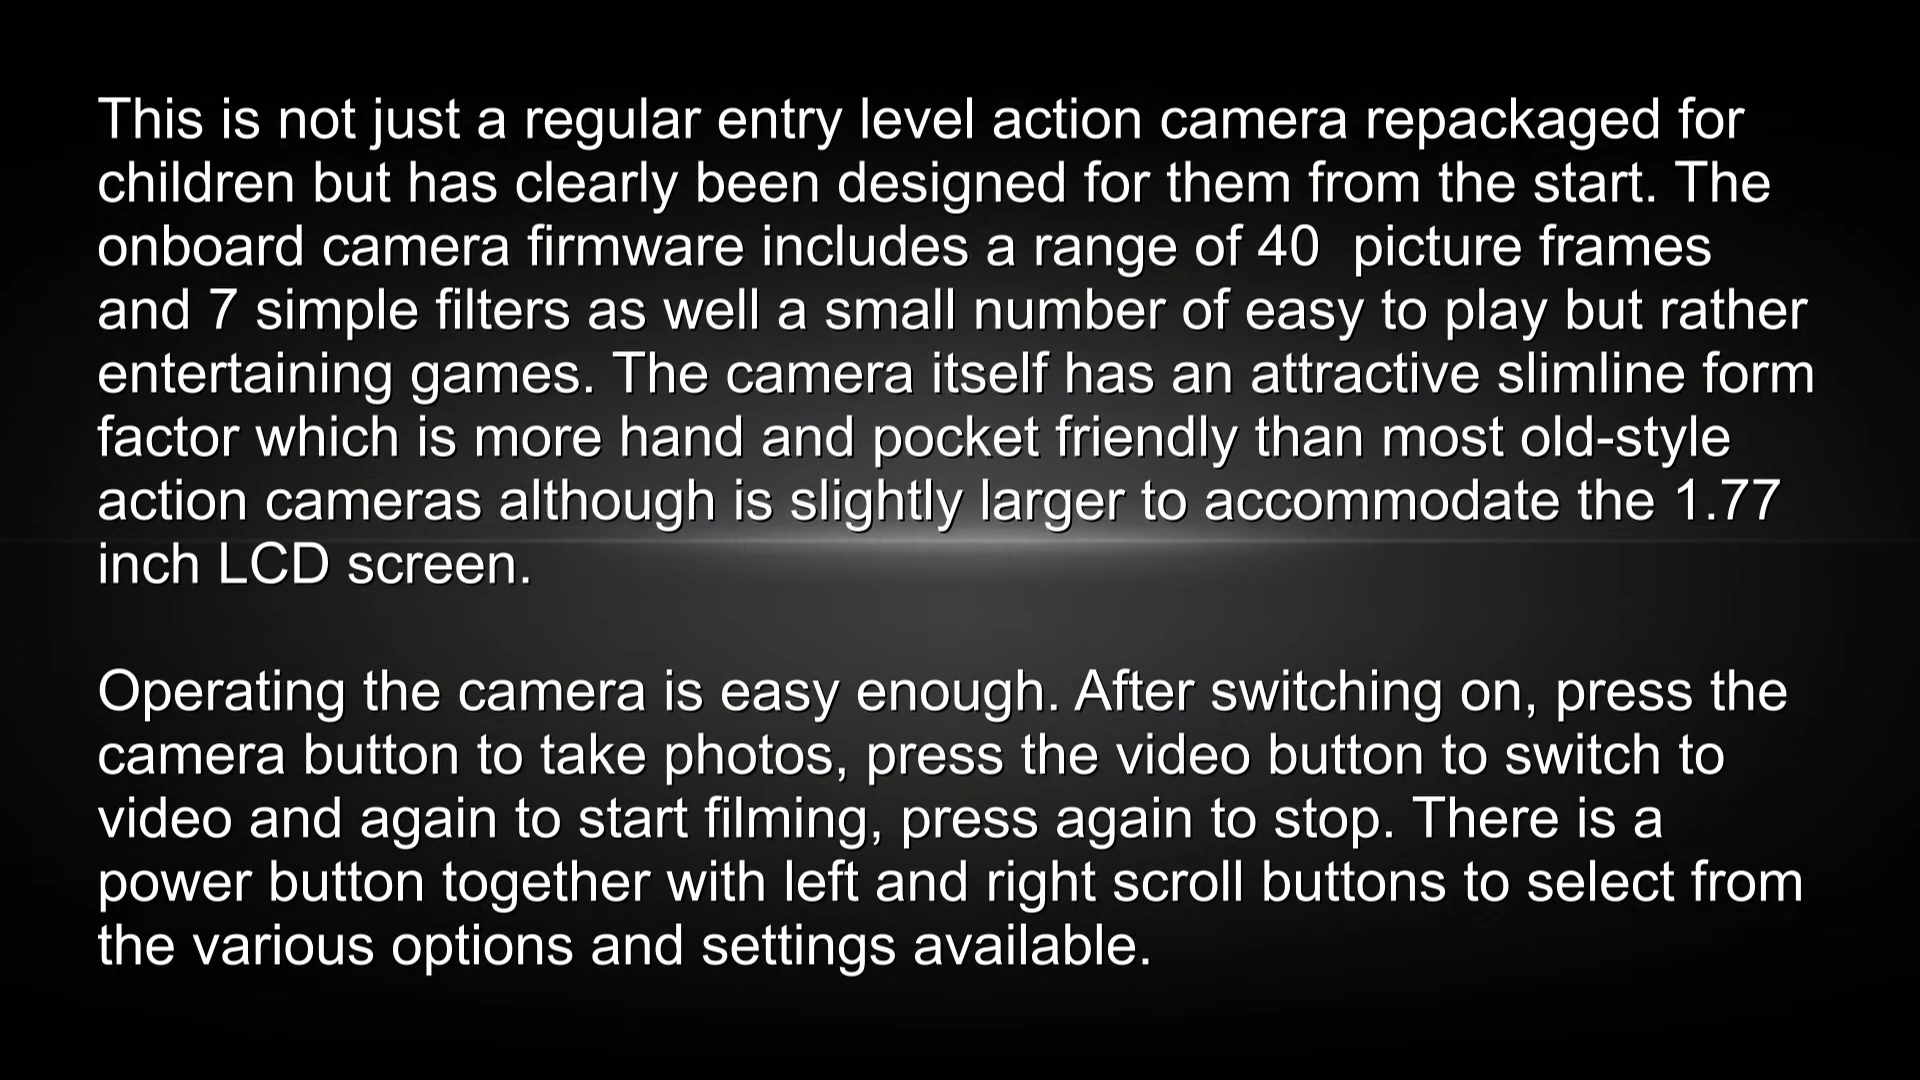 This is not just a regular entry level action camera repackaged for
children but has clearly been designed for them from the start. The
onboard camera firmware includes a range of 40  picture frames
and 7 simple filters as well a small number of easy to play but rather
entertaining games. The camera itself has an attractive slimline form
factor which is more hand and pocket friendly than most old-style
action cameras although is slightly larger to accommodate the 1.77
inch LCD screen.

Operating the camera is easy enough. After switching on, press the
camera button to take photos, press the video button to switch to
video and again to start filming, press again to stop. There is a
power button together with left and right scroll buttons to select from
the various options and settings available.